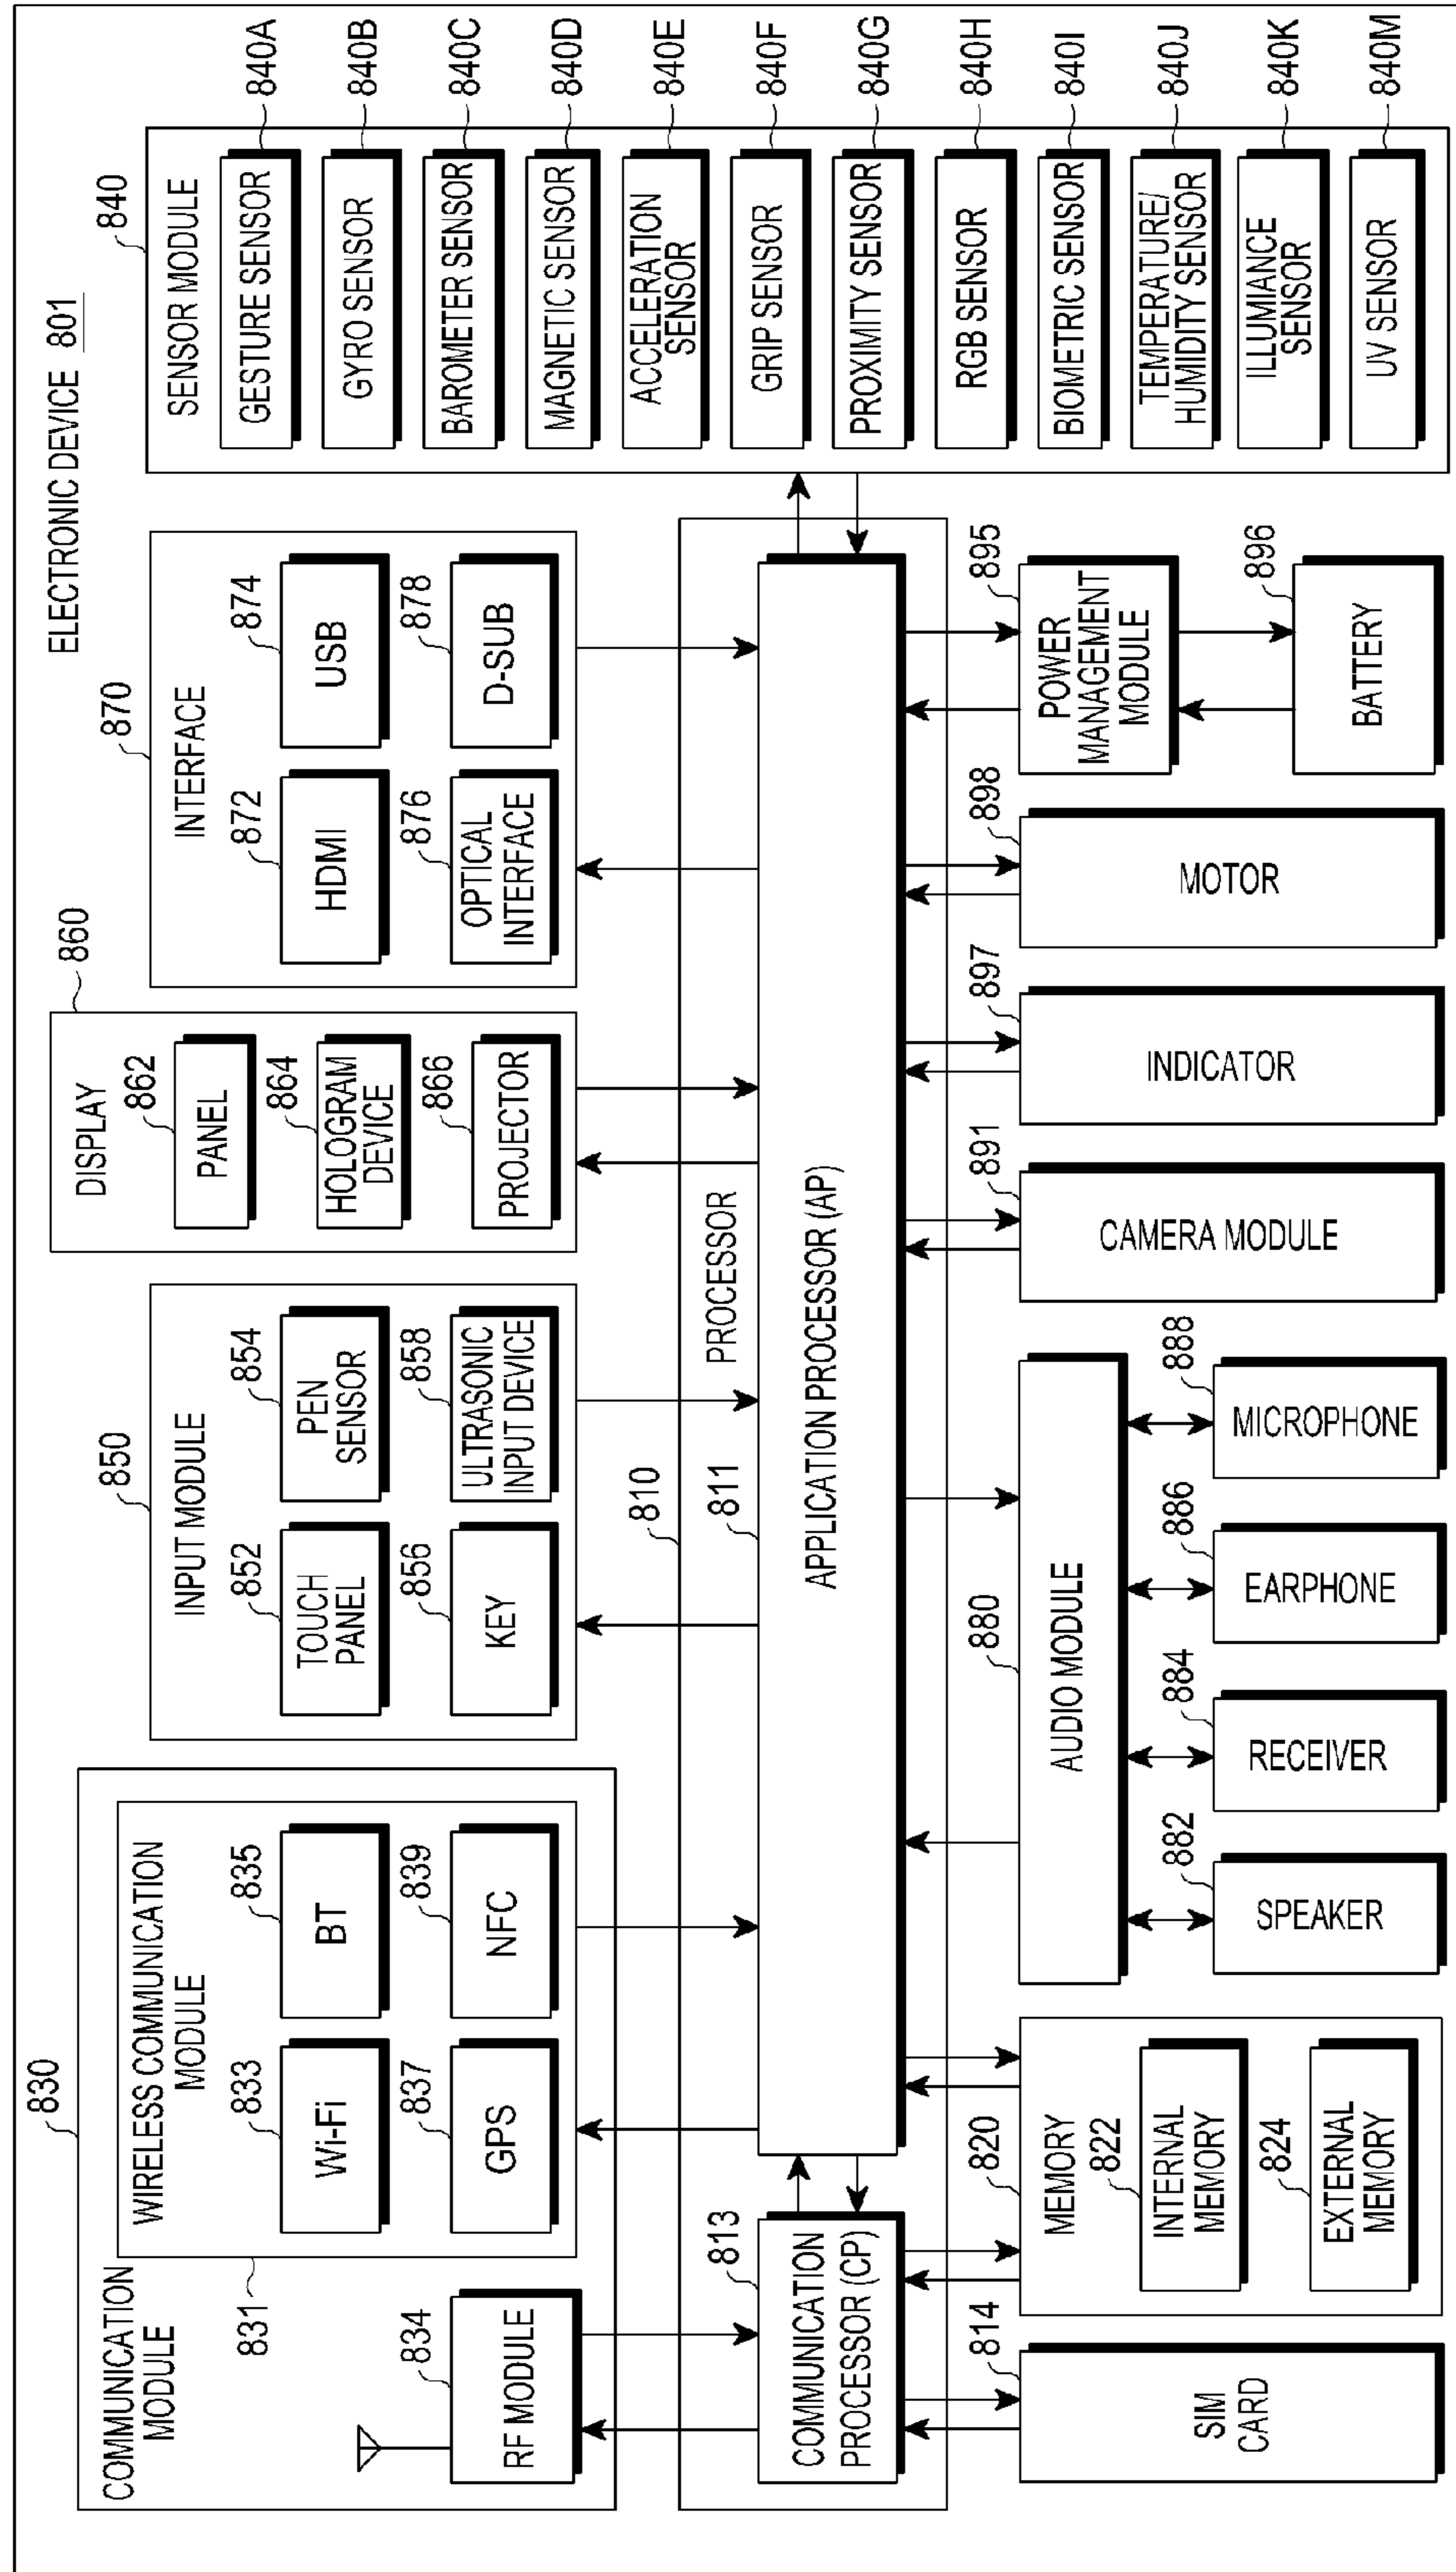 ELECTRONIC DEVICE 801
830
COMMUNICATION
MODULE
WIRELESS COMMUNICATION
MODULE
831
833
Wi-Fi
835
BT
837
GPS
839
NFC
834
RF MODULE
850
INPUT MODULE
852
TOUCH
PANEL
854
PEN
SENSOR
856
KEY
858
ULTRASONIC
INPUT DEVICE
860
DISPLAY
862
PANEL
864
HOLOGRAM
DEVICE
866
PROJECTOR
870
INTERFACE
872
HDMI
874
USB
876
OPTICAL
INTERFACE
878
D-SUB
840
SENSOR MODULE
GESTURE SENSOR
840A
GYRO SENSOR
840B
BAROMETER SENSOR
840C
MAGNETIC SENSOR
840D
ACCELERATION
SENSOR
840E
GRIP SENSOR
840F
PROXIMITY SENSOR
840G
RGB SENSOR
840H
BIOMETRIC SENSOR
840I
TEMPERATURE/
HUMIDITY SENSOR
840J
ILLUMIANCE
SENSOR
840K
UV SENSOR
840M
810
PROCESSOR
813
COMMUNICATION
PROCESSOR (CP)
811
APPLICATION PROCESSOR (AP)
814
SIM
CARD
820
MEMORY
822
INTERNAL
MEMORY
824
EXTERNAL
MEMORY
880
AUDIO MODULE
882
SPEAKER
884
RECEIVER
886
EARPHONE
888
MICROPHONE
891
CAMERA MODULE
897
INDICATOR
898
MOTOR
895
POWER
MANAGEMENT
MODULE
896
BATTERY